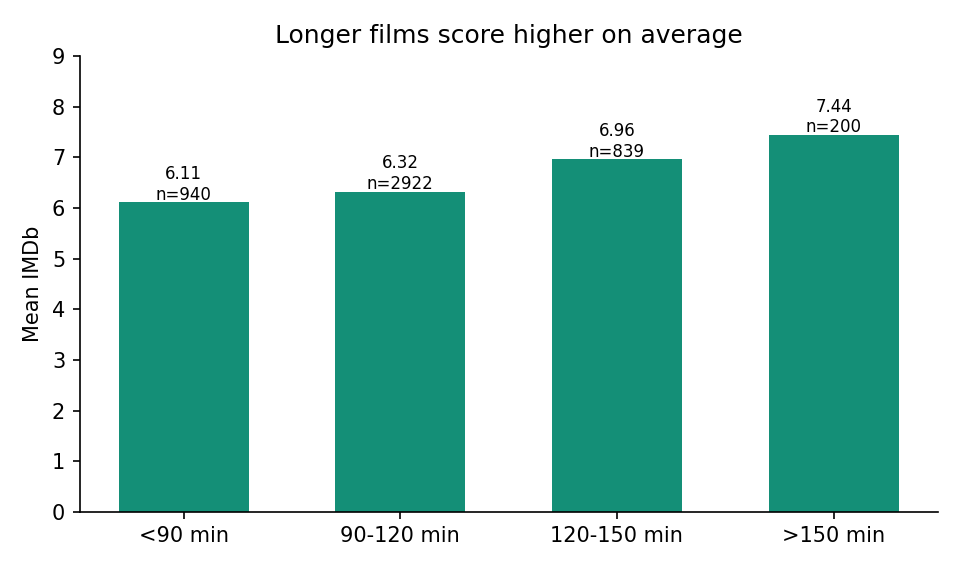 Longer films score higher on average
Mean IMDb
9
8
7
6
5
4
3
2
1
0
6.11
n=940
6.32
n=2922
6.96
n=839
7.44
n=200
<90 min
90-120 min
120-150 min
>150 min